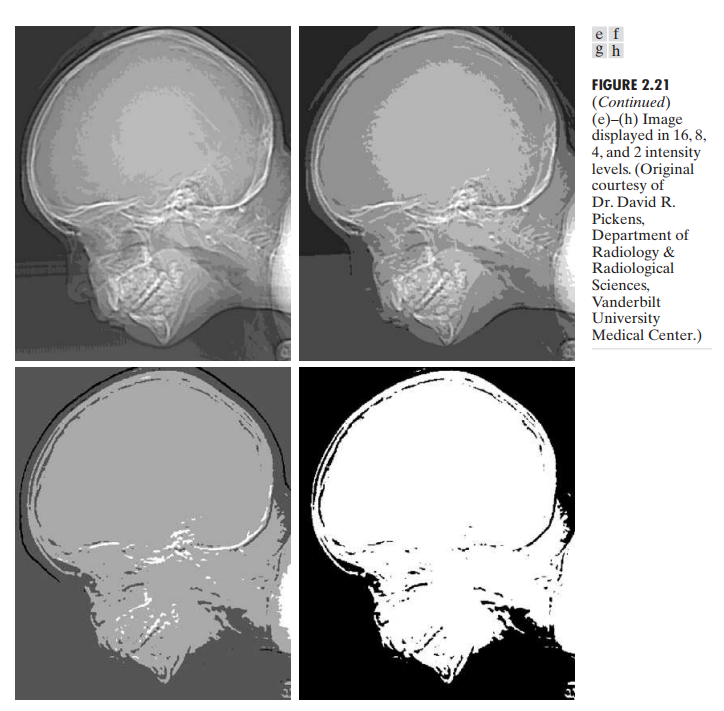 e f
g h
FIGURE 2.21
(Continued)
(e)–(h) Image
displayed in 16, 8,
4, and 2 intensity
levels. (Original
courtesy of
Dr. David R.
Pickens,
Department of
Radiology &
Radiological
Sciences,
Vanderbilt
University
Medical Center.)